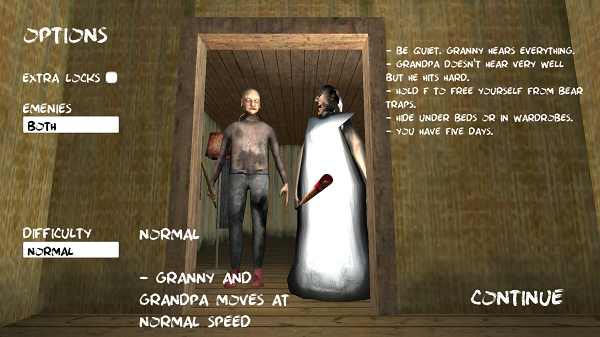 OPTIONS
EXTRA LOCKS
EMENIES
BOTH
DIFFICULTY
NORMAL
NORMAL
- GRANNY AND
GRANDPA MOVES AT
NORMAL SPEED
- BE QUIET. GRANNY HEARS EVERYTHING.
- GRANDPA DOESN'T HEAR VERY WELL
BUT HE HITS HARD.
- HOLD F TO FREE YOURSELF FROM BEAR
TRAPS.
- HIDE UNDER BEDS OR IN WARDROBES.
- YOU HAVE FIVE DAYS.
CONTINUE